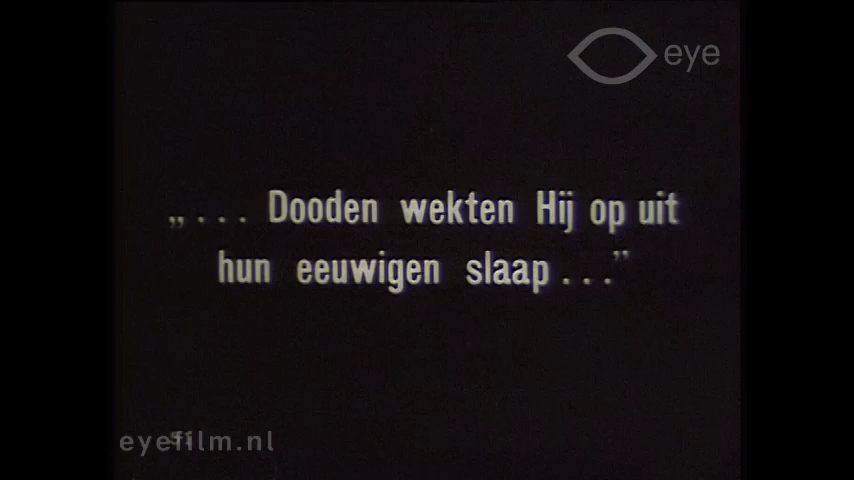 eye
„... Dooden wekten Hij op uit
hun eeuwigen slaap..."
eyefilm.nl